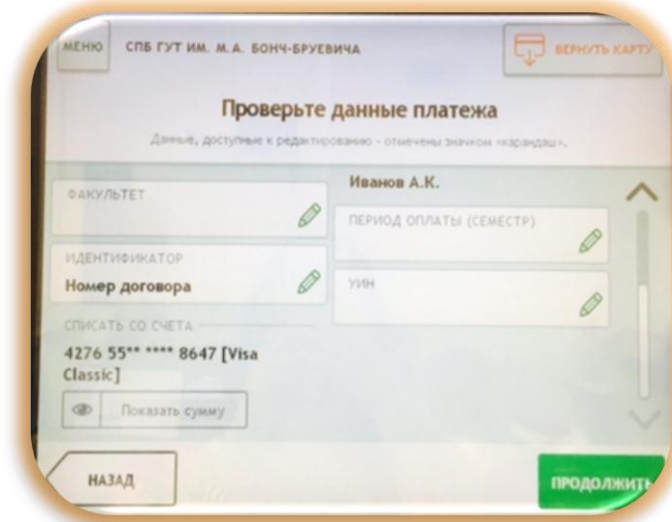 МЕНЮ
СПБ ГУТ ИМ. М.А. БОНЧ-БРУЕВИЧА
ВЕРНУТЬ КАРТУ
Проверьте данные платежа
Данные, доступные к редактированию - отмечены значком «карандаш».
ФАКУЛЬТЕТ
ИДЕНТИФИКАТОР
Номер договора
СПИСАТЬ СО СЧЕТА
4276 55** **** 8647 [Visa
Classic]
Показать сумму
Иванов А.К.
ПЕРИОД ОПЛАТЫ (СЕМЕСТР)
УИН
НАЗАД
ПРОДОЛЖИТЬ